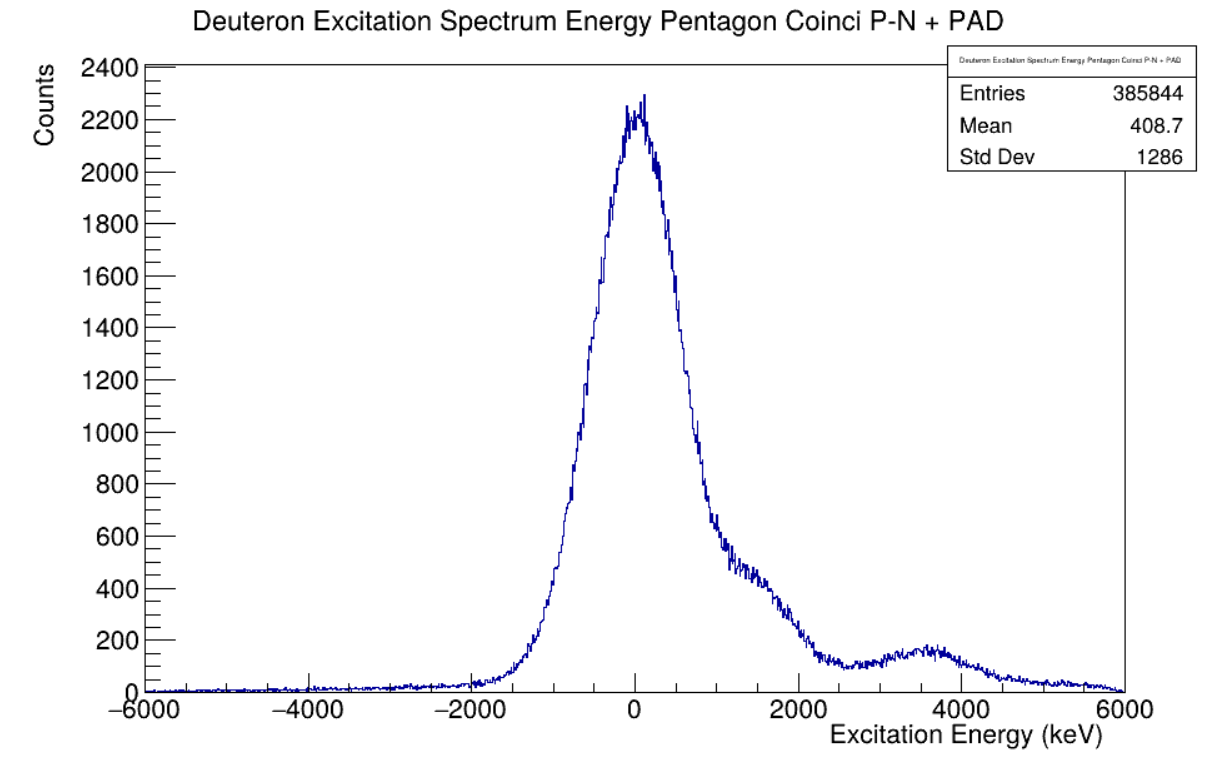 Deuteron Excitation Spectrum Energy Pentagon Coinci P-N + PAD
Deuteron Excitation Spectrum Energy Pentagon Coinci P-N + PAD
Entries 385844
Mean 408.7
Std Dev 1286
Counts
2400
2200
2000
1800
1600
1400
1200
1000
800
600
400
200
0
−6000 −4000 −2000 0 2000 4000 6000
Excitation Energy (keV)